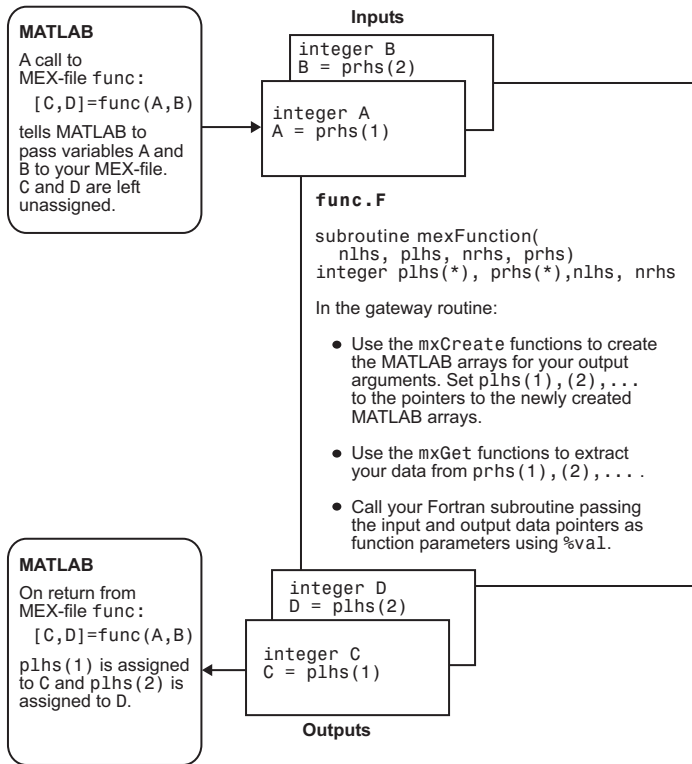 MATLAB
A call to
MEX-file func:
[C,D]=func(A,B)
tells MATLAB to
pass variables A and
B to your MEX-file.
C and D are left
unassigned.
Inputs
integer B
B = prhs(2)
integer A
A = prhs(1)
func.F
subroutine mexFunction(
nlhs, plhs, nrhs, prhs)
integer plhs(*), prhs(*),nlhs, nrhs
In the gateway routine:
● Use the mxCreate functions to create
the MATLAB arrays for your output
arguments. Set plhs(1),(2),...
to the pointers to the newly created
MATLAB arrays.
● Use the mxGet functions to extract
your data from prhs(1),(2),... .
● Call your Fortran subroutine passing
the input and output data pointers as
function parameters using %val.
MATLAB
On return from
MEX-file func:
[C,D]=func(A,B)
plhs(1) is assigned
to C and plhs(2) is
assigned to D.
integer D
D = plhs(2)
integer C
C = plhs(1)
Outputs